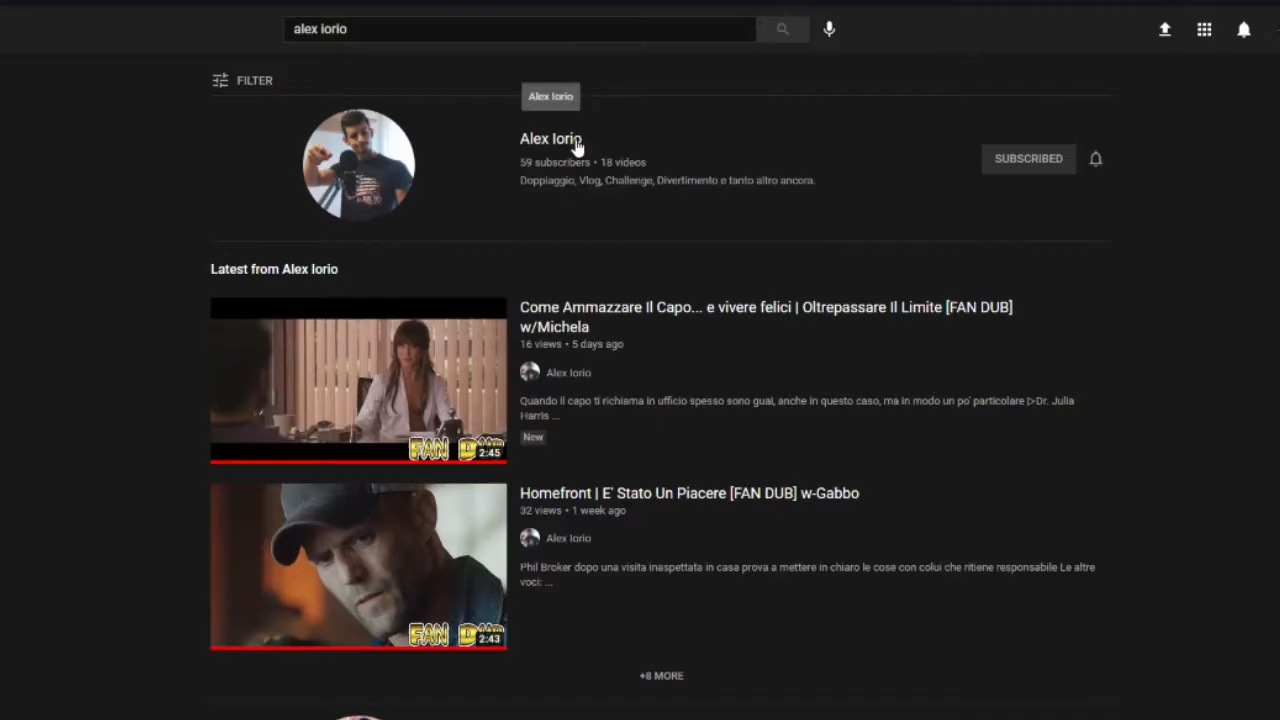 alex iorio
FILTER
Alex Iorio
Alex Iorio
59 subscribers • 18 videos
SUBSCRIBED
Doppiaggio, Vlog, Challenge, Divertimento e tanto altro ancora.
Latest from Alex Iorio
Come Ammazzare Il Capo... e vivere felici | Oltrepassare Il Limite [FAN DUB]
w/Michela
16 views • 5 days ago
Alex Iorio
Quando il capo ti richiama in ufficio spesso sono guai, anche in questo caso, ma in modo un po' particolare ▷Dr. Julia
Harris ...
New
FAN D
2:45
Homefront | E' Stato Un Piacere [FAN DUB] w-Gabbo
32 views • 1 week ago
Alex Iorio
Phil Broker dopo una visita inaspettata in casa prova a mettere in chiaro le cose con colui che ritiene responsabile Le altre
voci: ...
FAN D
2:43
+8 MORE